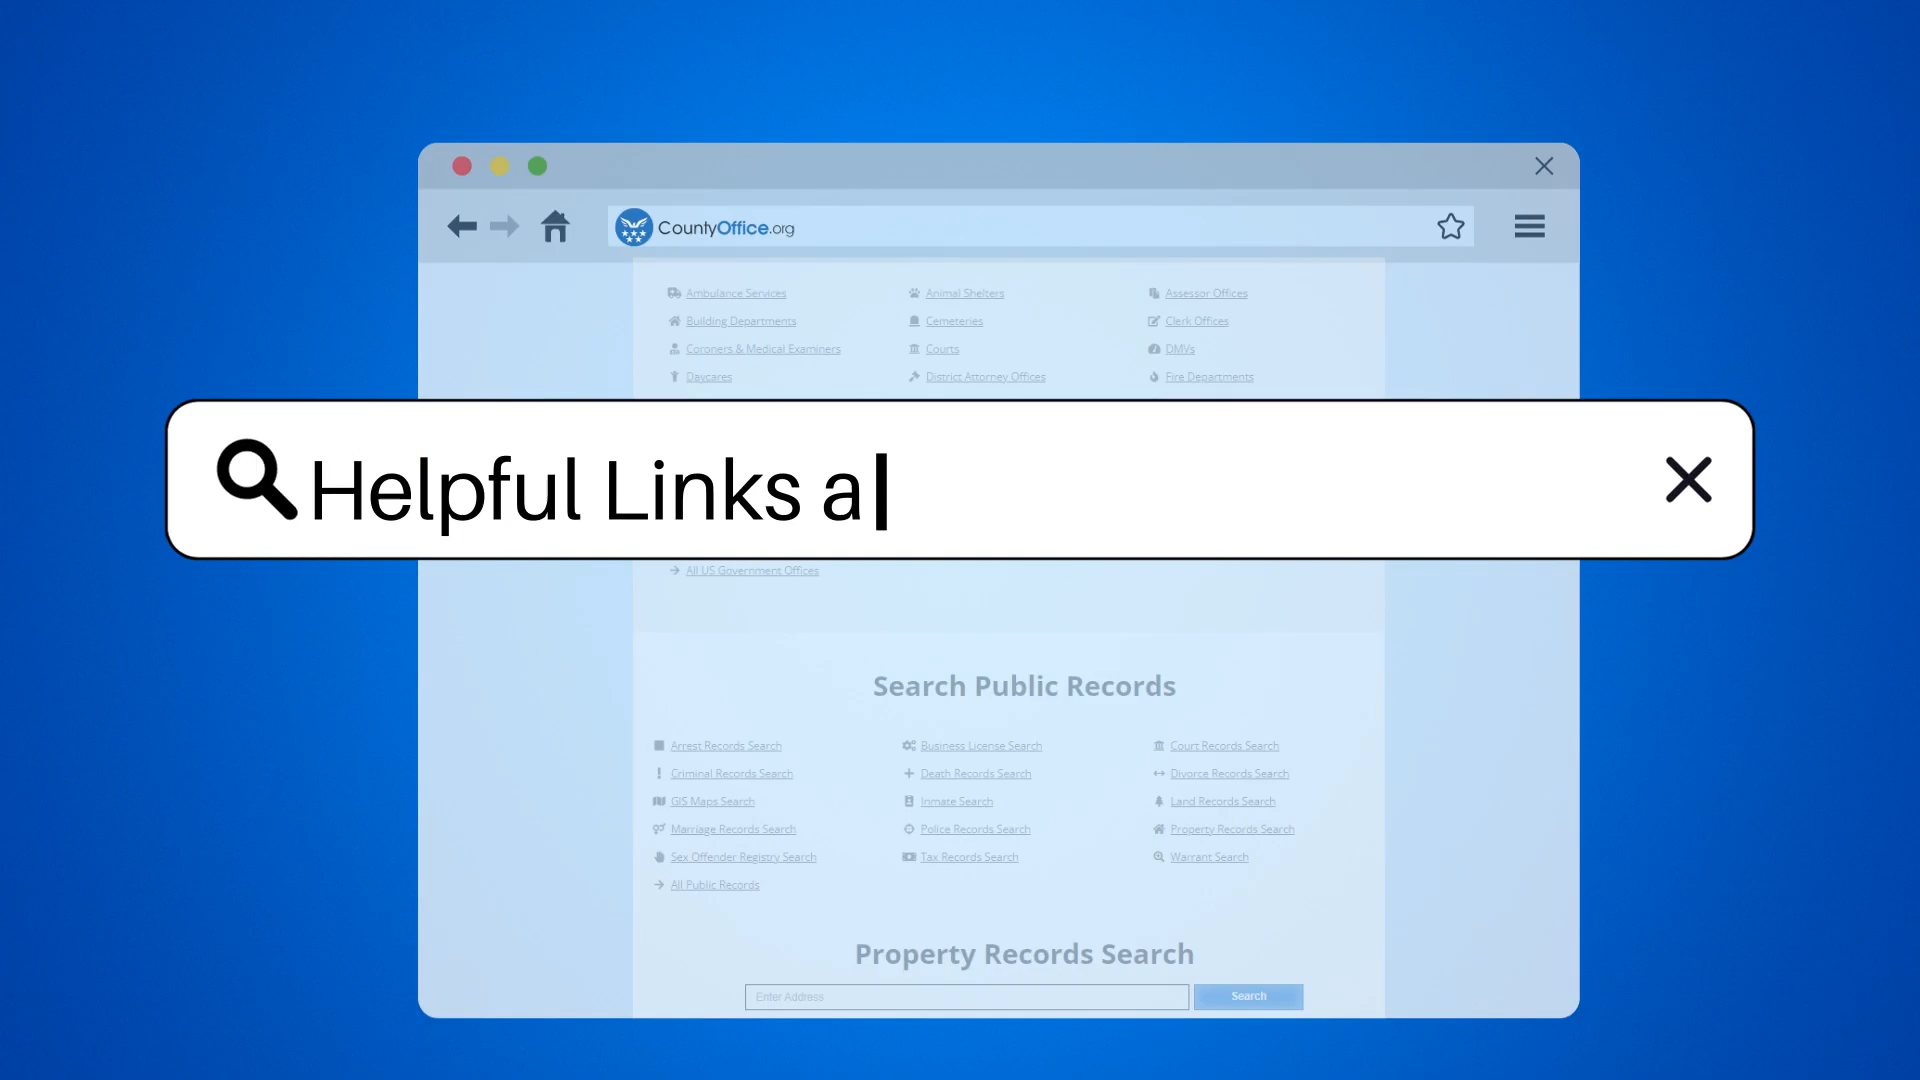 CountyOffice.org
Ambulance Services Animal Shelters Assessor Offices
Building Departments Cemeteries Clerk Offices
Coroners & Medical Examiners Courts DMVs
Daycares District Attorney Offices Fire Departments
Helpful Links a
All US Government Offices
Search Public Records
Arrest Records Search Business License Search Court Records Search
Criminal Records Search Death Records Search Divorce Records Search
GIS Maps Search Inmate Search Land Records Search
Marriage Records Search Police Records Search Property Records Search
Sex Offender Registry Search Tax Records Search Warrant Search
All Public Records
Property Records Search
Enter Address Search